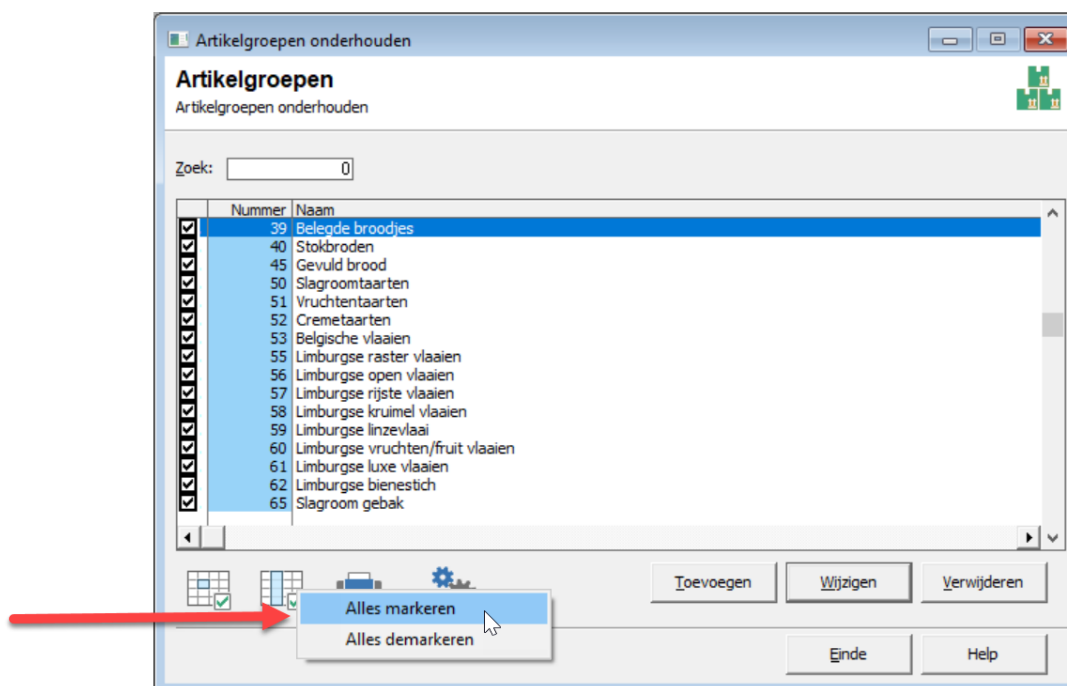 Artikelgroepen onderhouden
Artikelgroepen
Artikelgroepen onderhouden
Zoek: 0
Nummer Naam
39 Belegde broodjes
40 Stokbroden
45 Gevuld brood
50 Slagroomtaarten
51 Vruchtentaarten
52 Cremetaarten
53 Belgische vlaaien
55 Limburgse raster vlaaien
56 Limburgse open vlaaien
57 Limburgse rijste vlaaien
58 Limburgse kruimel vlaaien
59 Limburgse linzevlaai
60 Limburgse vruchten/fruit vlaaien
61 Limburgse luxe vlaaien
62 Limburgse bienestich
65 Slagroom gebak
Toevoegen Wijzigen Verwijderen
Alles markeren
Alles demarkeren
Einde Help